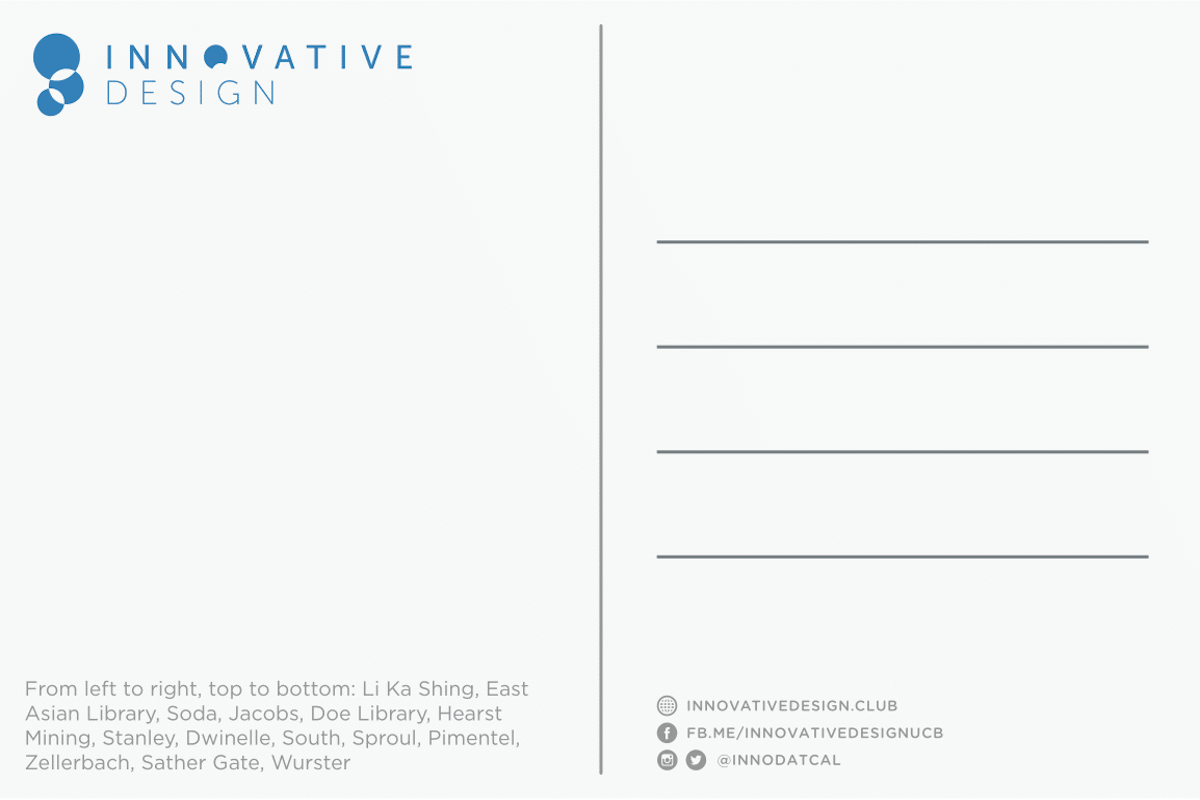 INNOVATIVE
DESIGN
From left to right, top to bottom: Li Ka Shing, East
Asian Library, Soda, Jacobs, Doe Library, Hearst
Mining, Stanley, Dwinelle, South, Sproul, Pimentel,
Zellerbach, Sather Gate, Wurster
INNOVATIVEDESIGN.CLUB
FB.ME/INNOVATIVEDESIGNUCB
@INNODATCAL